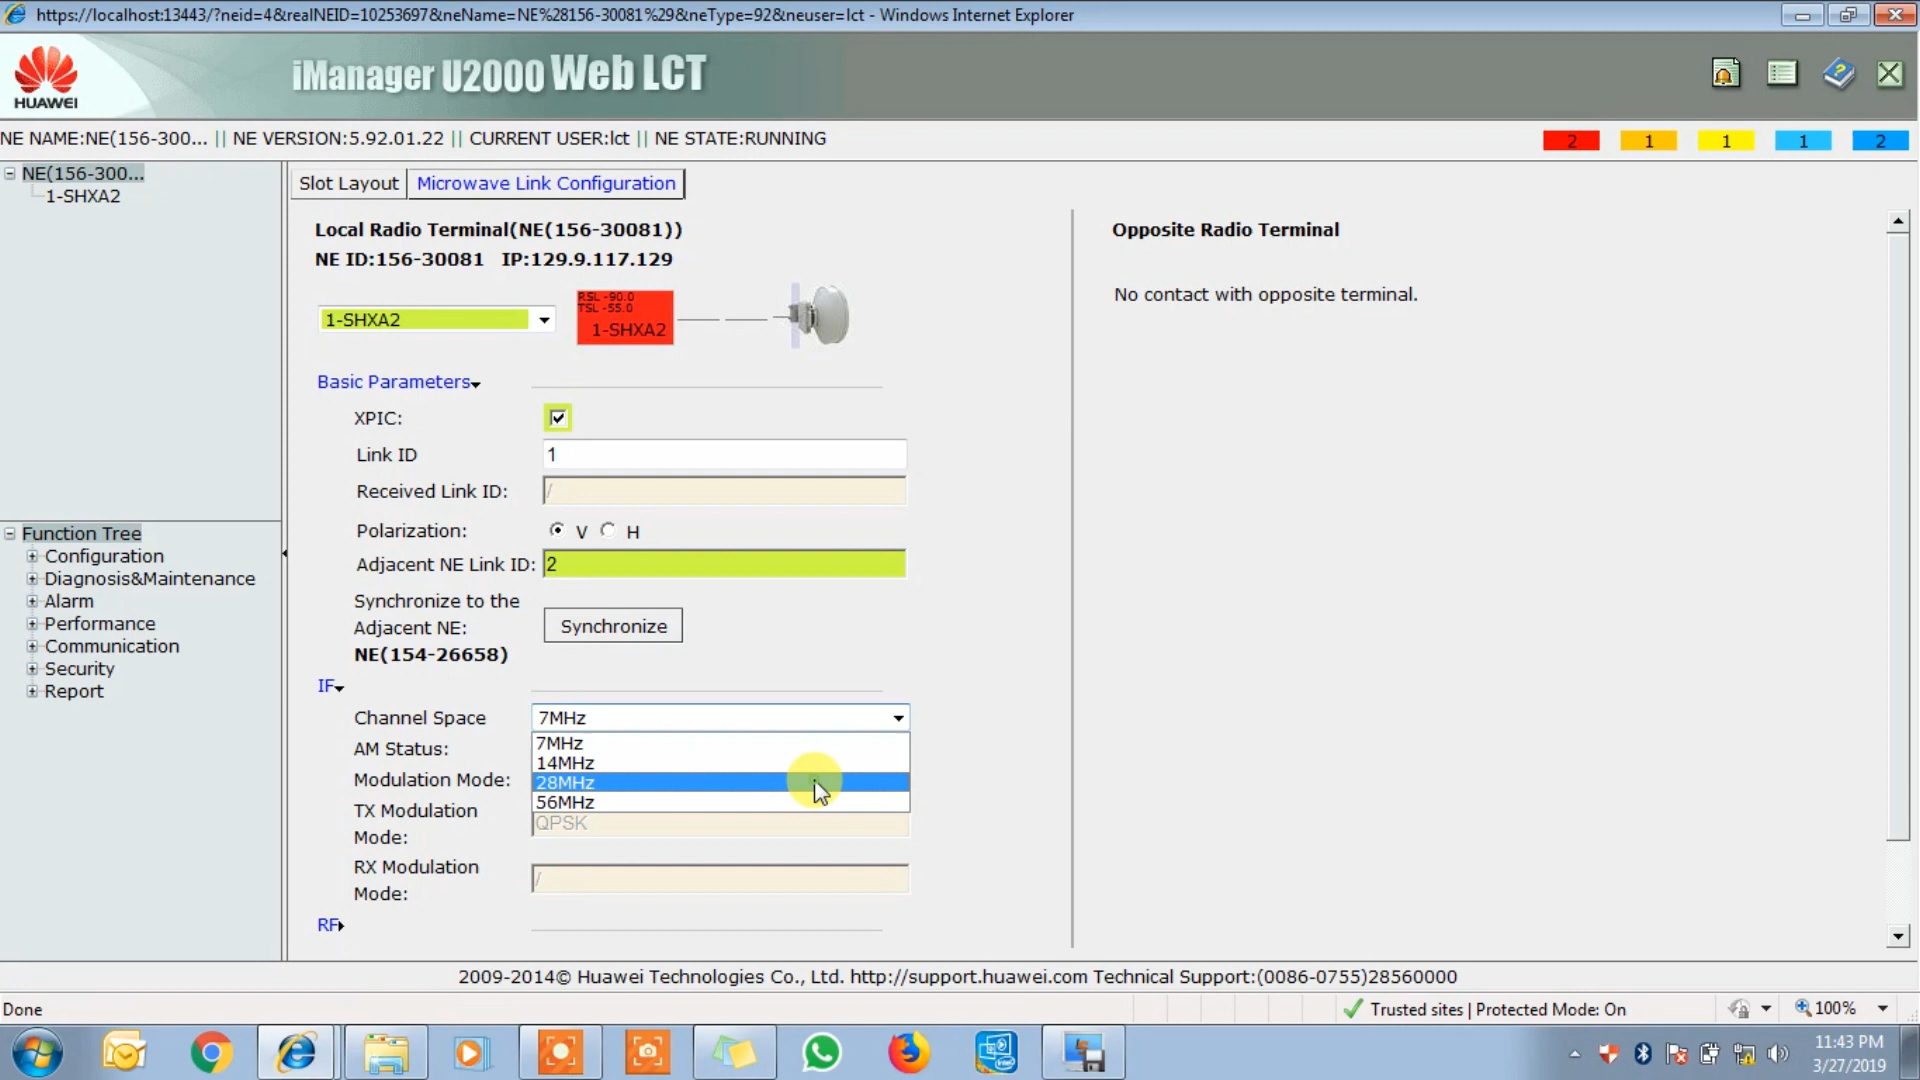 https://localhost:13443/?neid=4&realNEID=10253697&neName=NE%28156-30081%29&neType=92&neuser=lct - Windows Internet Explorer
HUAWEI
iManager U2000 Web LCT
NE NAME:NE(156-300... || NE VERSION:5.92.01.22 || CURRENT USER:lct || NE STATE:RUNNING
2 1 1 1 2
NE(156-300...
1-SHXA2
Function Tree
Configuration
Diagnosis&Maintenance
Alarm
Performance
Communication
Security
Report
Slot Layout
Microwave Link Configuration
Local Radio Terminal(NE(156-30081))
NE ID:156-30081 IP:129.9.117.129
1-SHXA2
RSL -90.0
TSL -55.0
1-SHXA2
Basic Parameters
XPIC:
Link ID 1
Received Link ID: /
Polarization: V H
Adjacent NE Link ID: 2
Synchronize to the
Adjacent NE:
Synchronize
NE(154-26658)
IF
Channel Space 7MHz
7MHz
14MHz
28MHz
56MHz
AM Status:
Modulation Mode:
TX Modulation
Mode:
QPSK
RX Modulation
Mode:
/
RF
Opposite Radio Terminal
No contact with opposite terminal.
2009-2014© Huawei Technologies Co., Ltd. http://support.huawei.com Technical Support:(0086-0755)28560000
Done
Trusted sites | Protected Mode: On
100%
11:43 PM
3/27/2019